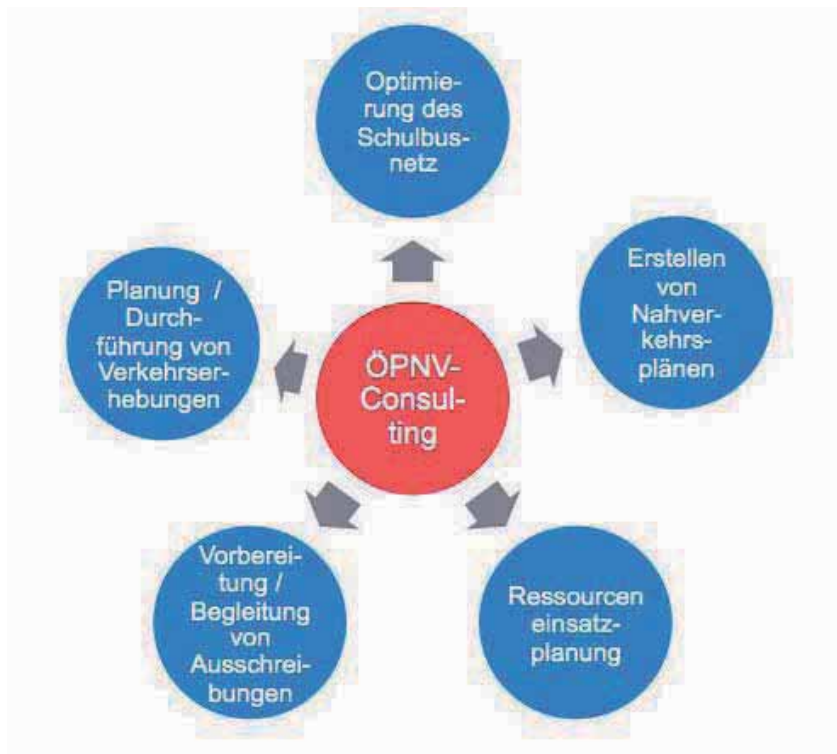 Optimie-
rung des
Schulbus-
netz
Erstellen
von
Nahver-
kehrs-
plänen
Ressourcen
einsatz-
planung
Vorberei-
tung /
Begleitung
von
Ausschrei-
bungen
Planung /
Durch-
führung von
Verkehrser-
hebungen
ÖPNV-
Consul-
ting